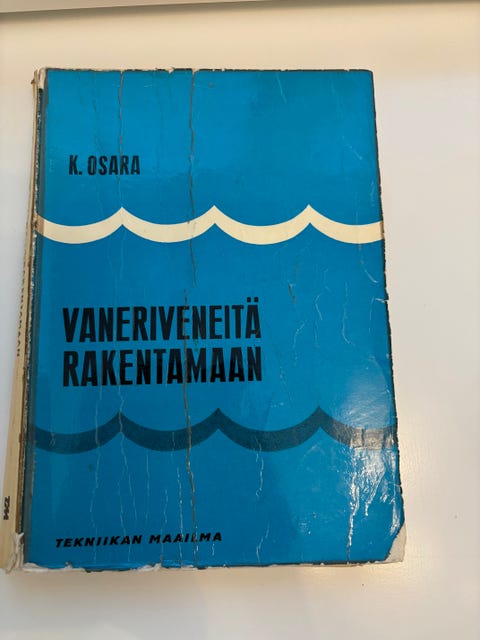 K. OSARA
VANERIVENEITÄ
RAKENTAMAAN
TEKNIIKAN MAAILMA